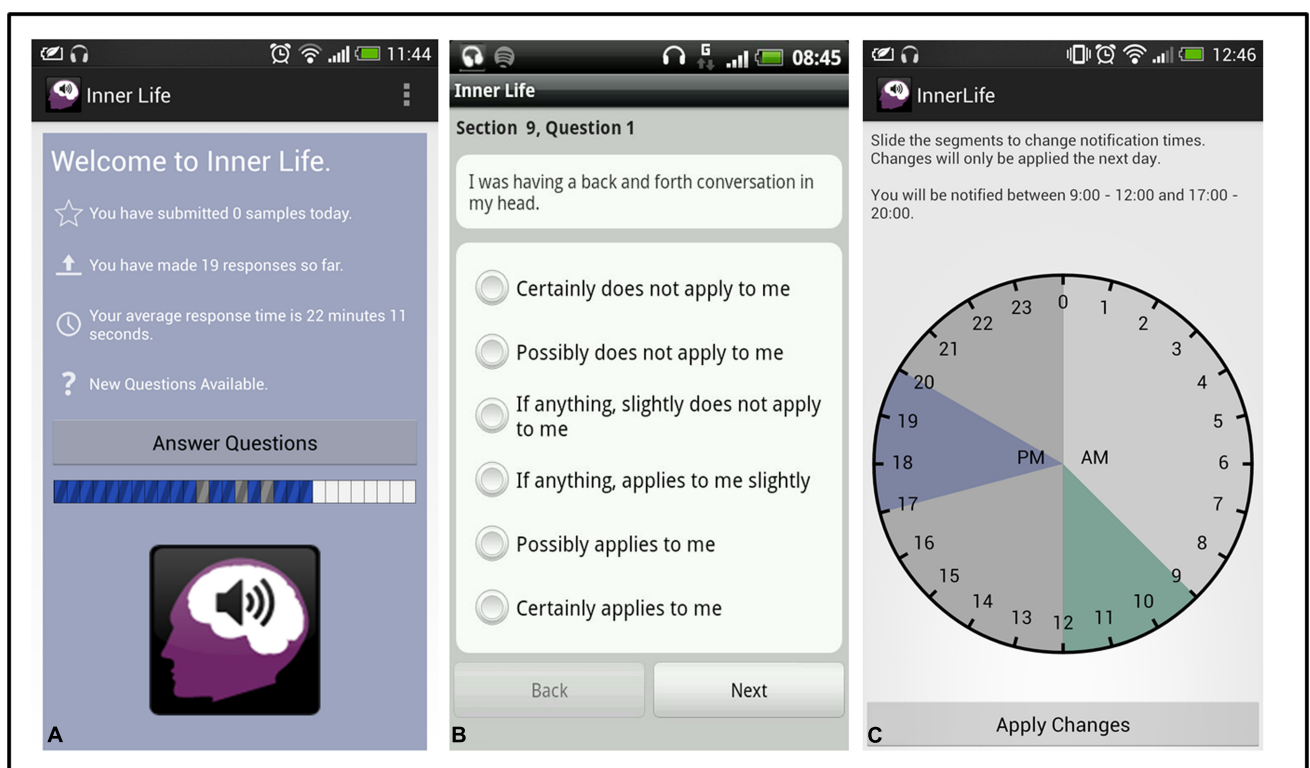 11:44
Inner Life
Welcome to Inner Life.
You have submitted 0 samples today.
You have made 19 responses so far.
Your average response time is 22 minutes 11
seconds.
? New Questions Available.
Answer Questions
A
G
08:45
Inner Life
Section 9, Question 1
I was having a back and forth conversation in
my head.
Certainly does not apply to me
Possibly does not apply to me
If anything, slightly does not apply
to me
If anything, applies to me slightly
Possibly applies to me
Certainly applies to me
Back
Next
B
12:46
InnerLife
Slide the segments to change notification times.
Changes will only be applied the next day.
You will be notified between 9:00 - 12:00 and 17:00 -
20:00.
0
1
2
3
4
5
6
7
8
9
10
11
12
13
14
15
16
17
18
19
20
21
22
23
PM
AM
Apply Changes
C